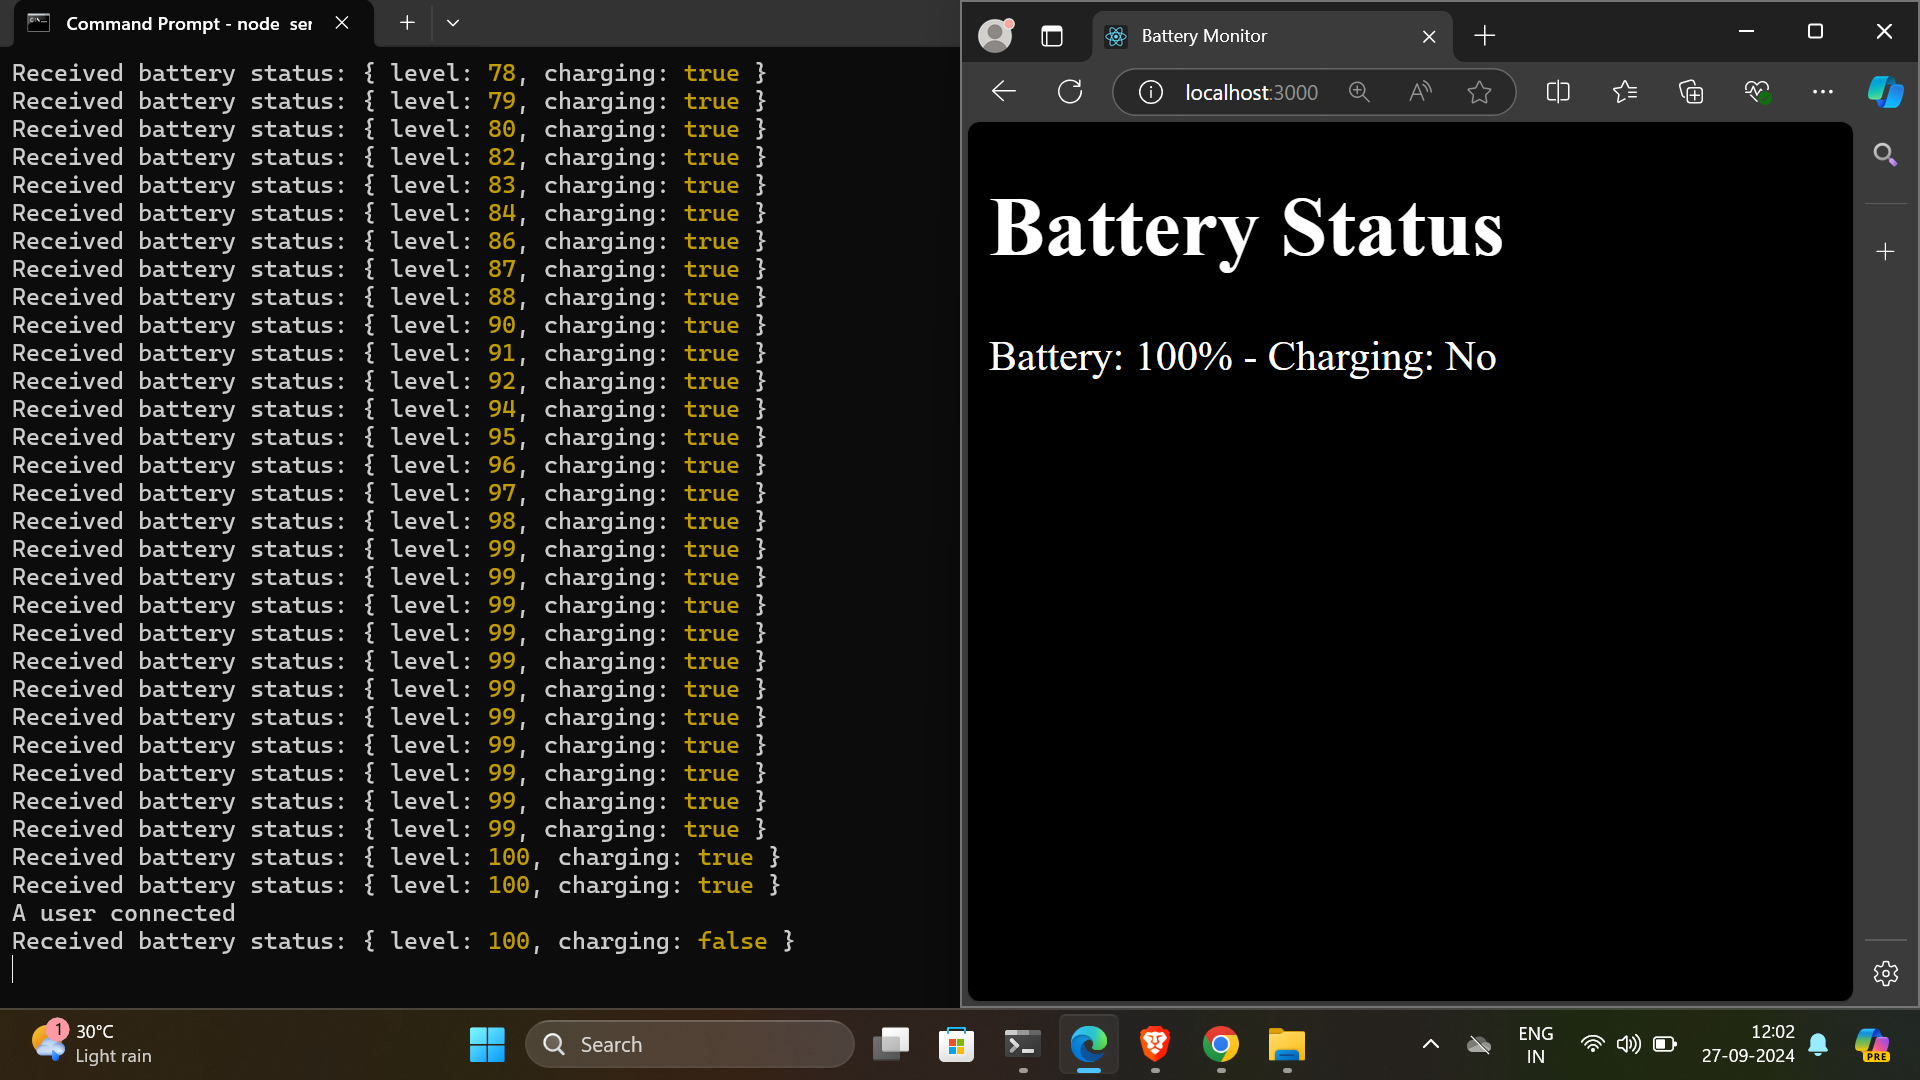 Command Prompt - node ser
Received battery status: { level: 78, charging: true }
Received battery status: { level: 79, charging: true }
Received battery status: { level: 80, charging: true }
Received battery status: { level: 82, charging: true }
Received battery status: { level: 83, charging: true }
Received battery status: { level: 84, charging: true }
Received battery status: { level: 86, charging: true }
Received battery status: { level: 87, charging: true }
Received battery status: { level: 88, charging: true }
Received battery status: { level: 90, charging: true }
Received battery status: { level: 91, charging: true }
Received battery status: { level: 92, charging: true }
Received battery status: { level: 94, charging: true }
Received battery status: { level: 95, charging: true }
Received battery status: { level: 96, charging: true }
Received battery status: { level: 97, charging: true }
Received battery status: { level: 98, charging: true }
Received battery status: { level: 99, charging: true }
Received battery status: { level: 99, charging: true }
Received battery status: { level: 99, charging: true }
Received battery status: { level: 99, charging: true }
Received battery status: { level: 99, charging: true }
Received battery status: { level: 99, charging: true }
Received battery status: { level: 99, charging: true }
Received battery status: { level: 99, charging: true }
Received battery status: { level: 99, charging: true }
Received battery status: { level: 99, charging: true }
Received battery status: { level: 99, charging: true }
Received battery status: { level: 100, charging: true }
Received battery status: { level: 100, charging: true }
A user connected
Received battery status: { level: 100, charging: false }
Battery Monitor
localhost:3000
Battery Status
Battery: 100% - Charging: No
1
30°C
Light rain
Search
ENG
IN
12:02
27-09-2024
PRE